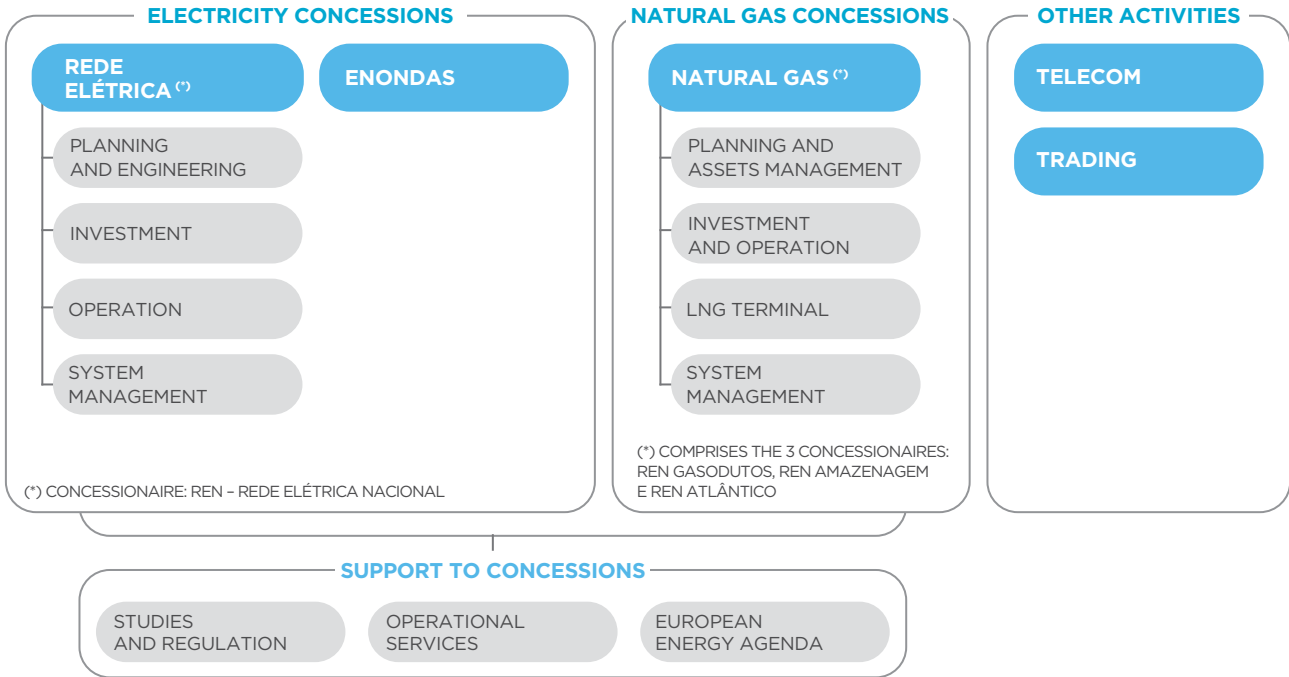 ELECTRICITY CONCESSIONS
REDE
ELÉTRICA (*)
ENONDAS
PLANNING
AND ENGINEERING
INVESTMENT
OPERATION
SYSTEM
MANAGEMENT
(*) CONCESSIONAIRE: REN – REDE ELÉTRICA NACIONAL
NATURAL GAS CONCESSIONS
NATURAL GAS (*)
PLANNING AND
ASSETS MANAGEMENT
INVESTMENT
AND OPERATION
LNG TERMINAL
SYSTEM
MANAGEMENT
(*) COMPRISES THE 3 CONCESSIONAIRES:
REN GASODUTOS, REN AMAZENAGEM
E REN ATLÂNTICO
OTHER ACTIVITIES
TELECOM
TRADING
SUPPORT TO CONCESSIONS
STUDIES
AND REGULATION
OPERATIONAL
SERVICES
EUROPEAN
ENERGY AGENDA